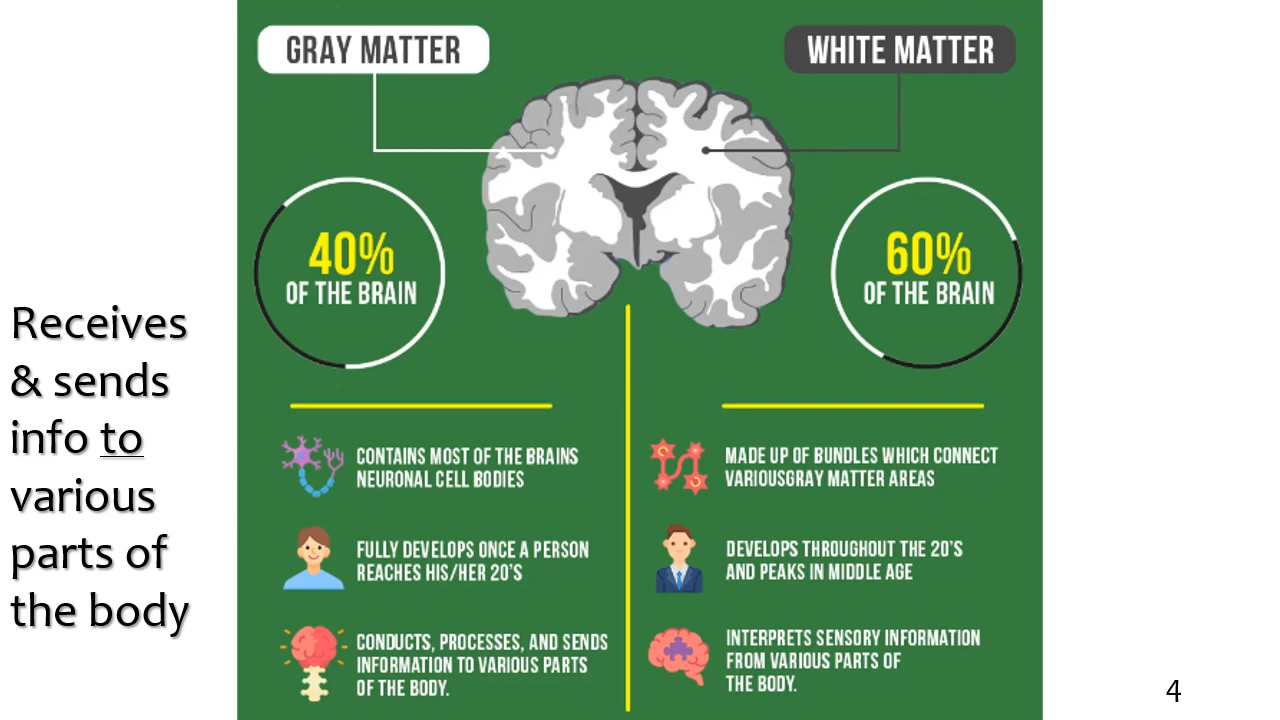 GRAY MATTER
WHITE MATTER
40%
OF THE BRAIN
60%
OF THE BRAIN
Receives
& sends
info to
various
parts of
the body
CONTAINS MOST OF THE BRAINS
NEURONAL CELL BODIES
FULLY DEVELOPS ONCE A PERSON
REACHES HIS/HER 20'S
CONDUCTS, PROCESSES, AND SENDS
INFORMATION TO VARIOUS PARTS
OF THE BODY.
MADE UP OF BUNDLES WHICH CONNECT
VARIOUSGRAY MATTER AREAS
DEVELOPS THROUGHOUT THE 20'S
AND PEAKS IN MIDDLE AGE
INTERPRETS SENSORY INFORMATION
FROM VARIOUS PARTS OF
THE BODY.
4